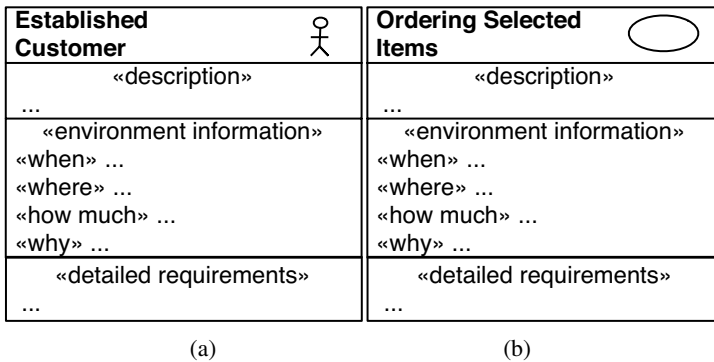 Established
Customer
«description»
...
«environment information»
«when» ...
«where» ...
«how much» ...
«why» ...
«detailed requirements»
...
(a)
Ordering Selected
Items
«description»
...
«environment information»
«when» ...
«where» ...
«how much» ...
«why» ...
«detailed requirements»
...
(b)